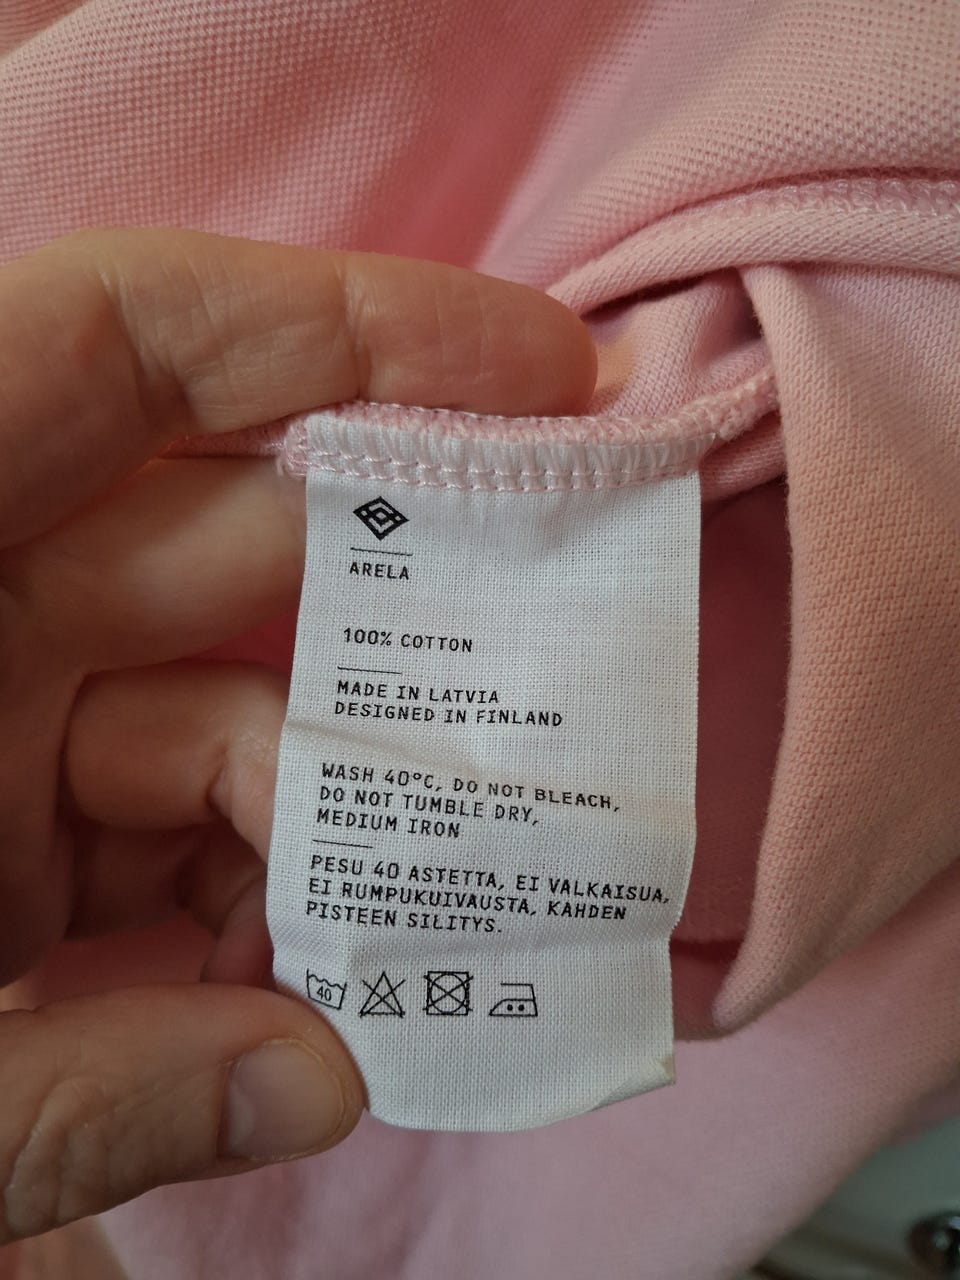 ARELA
100% COTTON
MADE IN LATVIA
DESIGNED IN FINLAND
WASH 40°C, DO NOT BLEACH,
DO NOT TUMBLE DRY,
MEDIUM IRON
PESU 40 ASTETTA, EI VALKAISUA,
EI RUMPUKUIVAUSTA, KAHDEN
PISTEEN SILITYS.
40